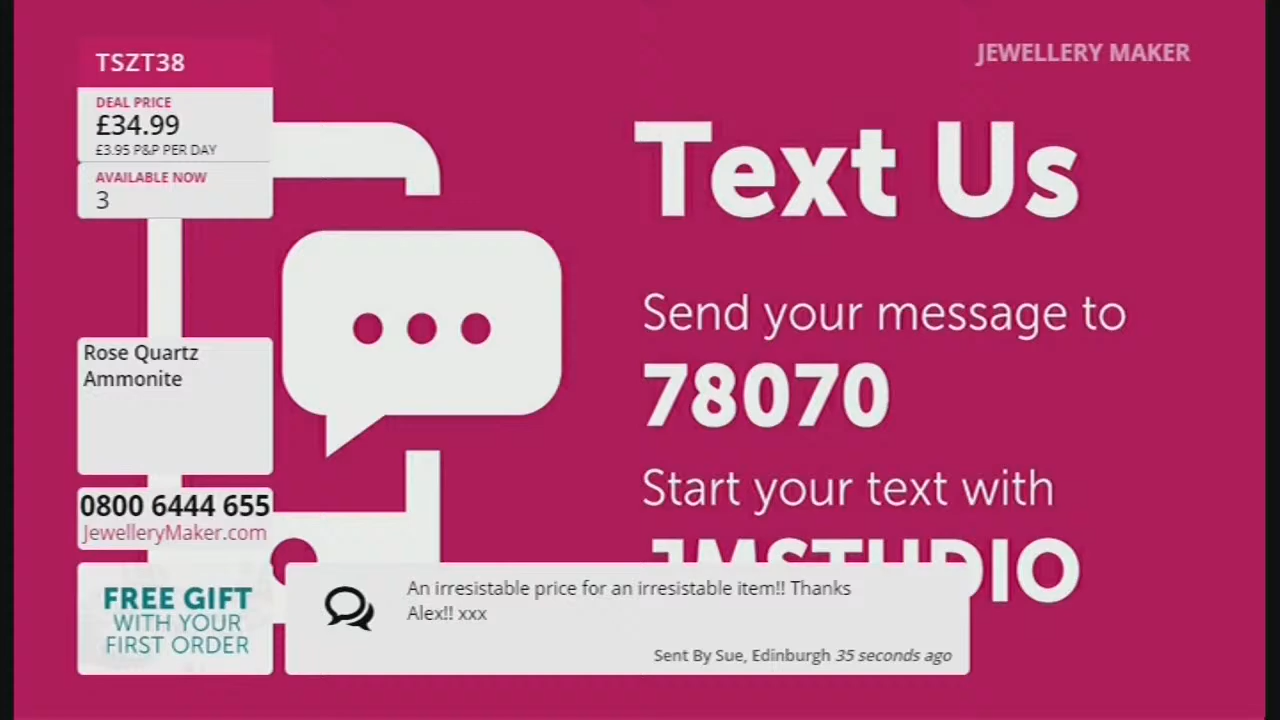 TSZT38
JEWELLERY MAKER
DEAL PRICE
£34.99
£3.95 P&P PER DAY
AVAILABLE NOW
3
Text Us
Send your message to
78070
Start your text with
JMSTUDIO
Rose Quartz
Ammonite
0800 6444 655
JewelleryMaker.com
FREE GIFT
WITH YOUR
FIRST ORDER
An irresistable price for an irresistable item!! Thanks
Alex!! xxx
Sent By Sue, Edinburgh 35 seconds ago